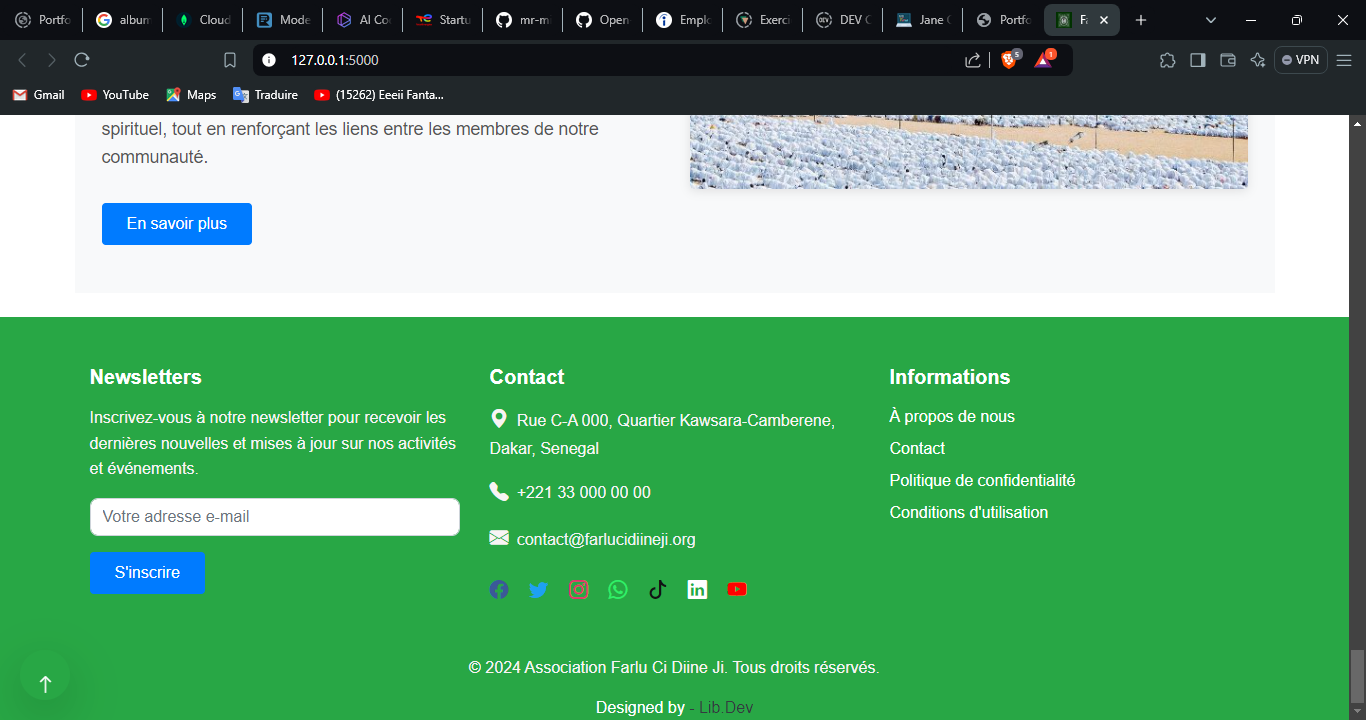 Portfo
album
Cloud
Mode
AI Co
Startu
mr-m
Open
Emplo
Exerci
DEV C
Jane
Portfo
127.0.0.1:5000
5
1
VPN
Gmail
YouTube
Maps
Traduire
(15262) Eeeii Fanta...
spirituel, tout en renforçant les liens entre les membres de notre
communauté.
En savoir plus
Newsletters
Inscrivez-vous à notre newsletter pour recevoir les
dernières nouvelles et mises à jour sur nos activités
et événements.
Votre adresse e-mail
S'inscrire
Contact
Rue C-A 000, Quartier Kawsara-Camberene,
Dakar, Senegal
+221 33 000 00 00
contact@farlucidiineji.org
Informations
À propos de nous
Contact
Politique de confidentialité
Conditions d'utilisation
© 2024 Association Farlu Ci Diine Ji. Tous droits réservés.
Designed by - Lib.Dev